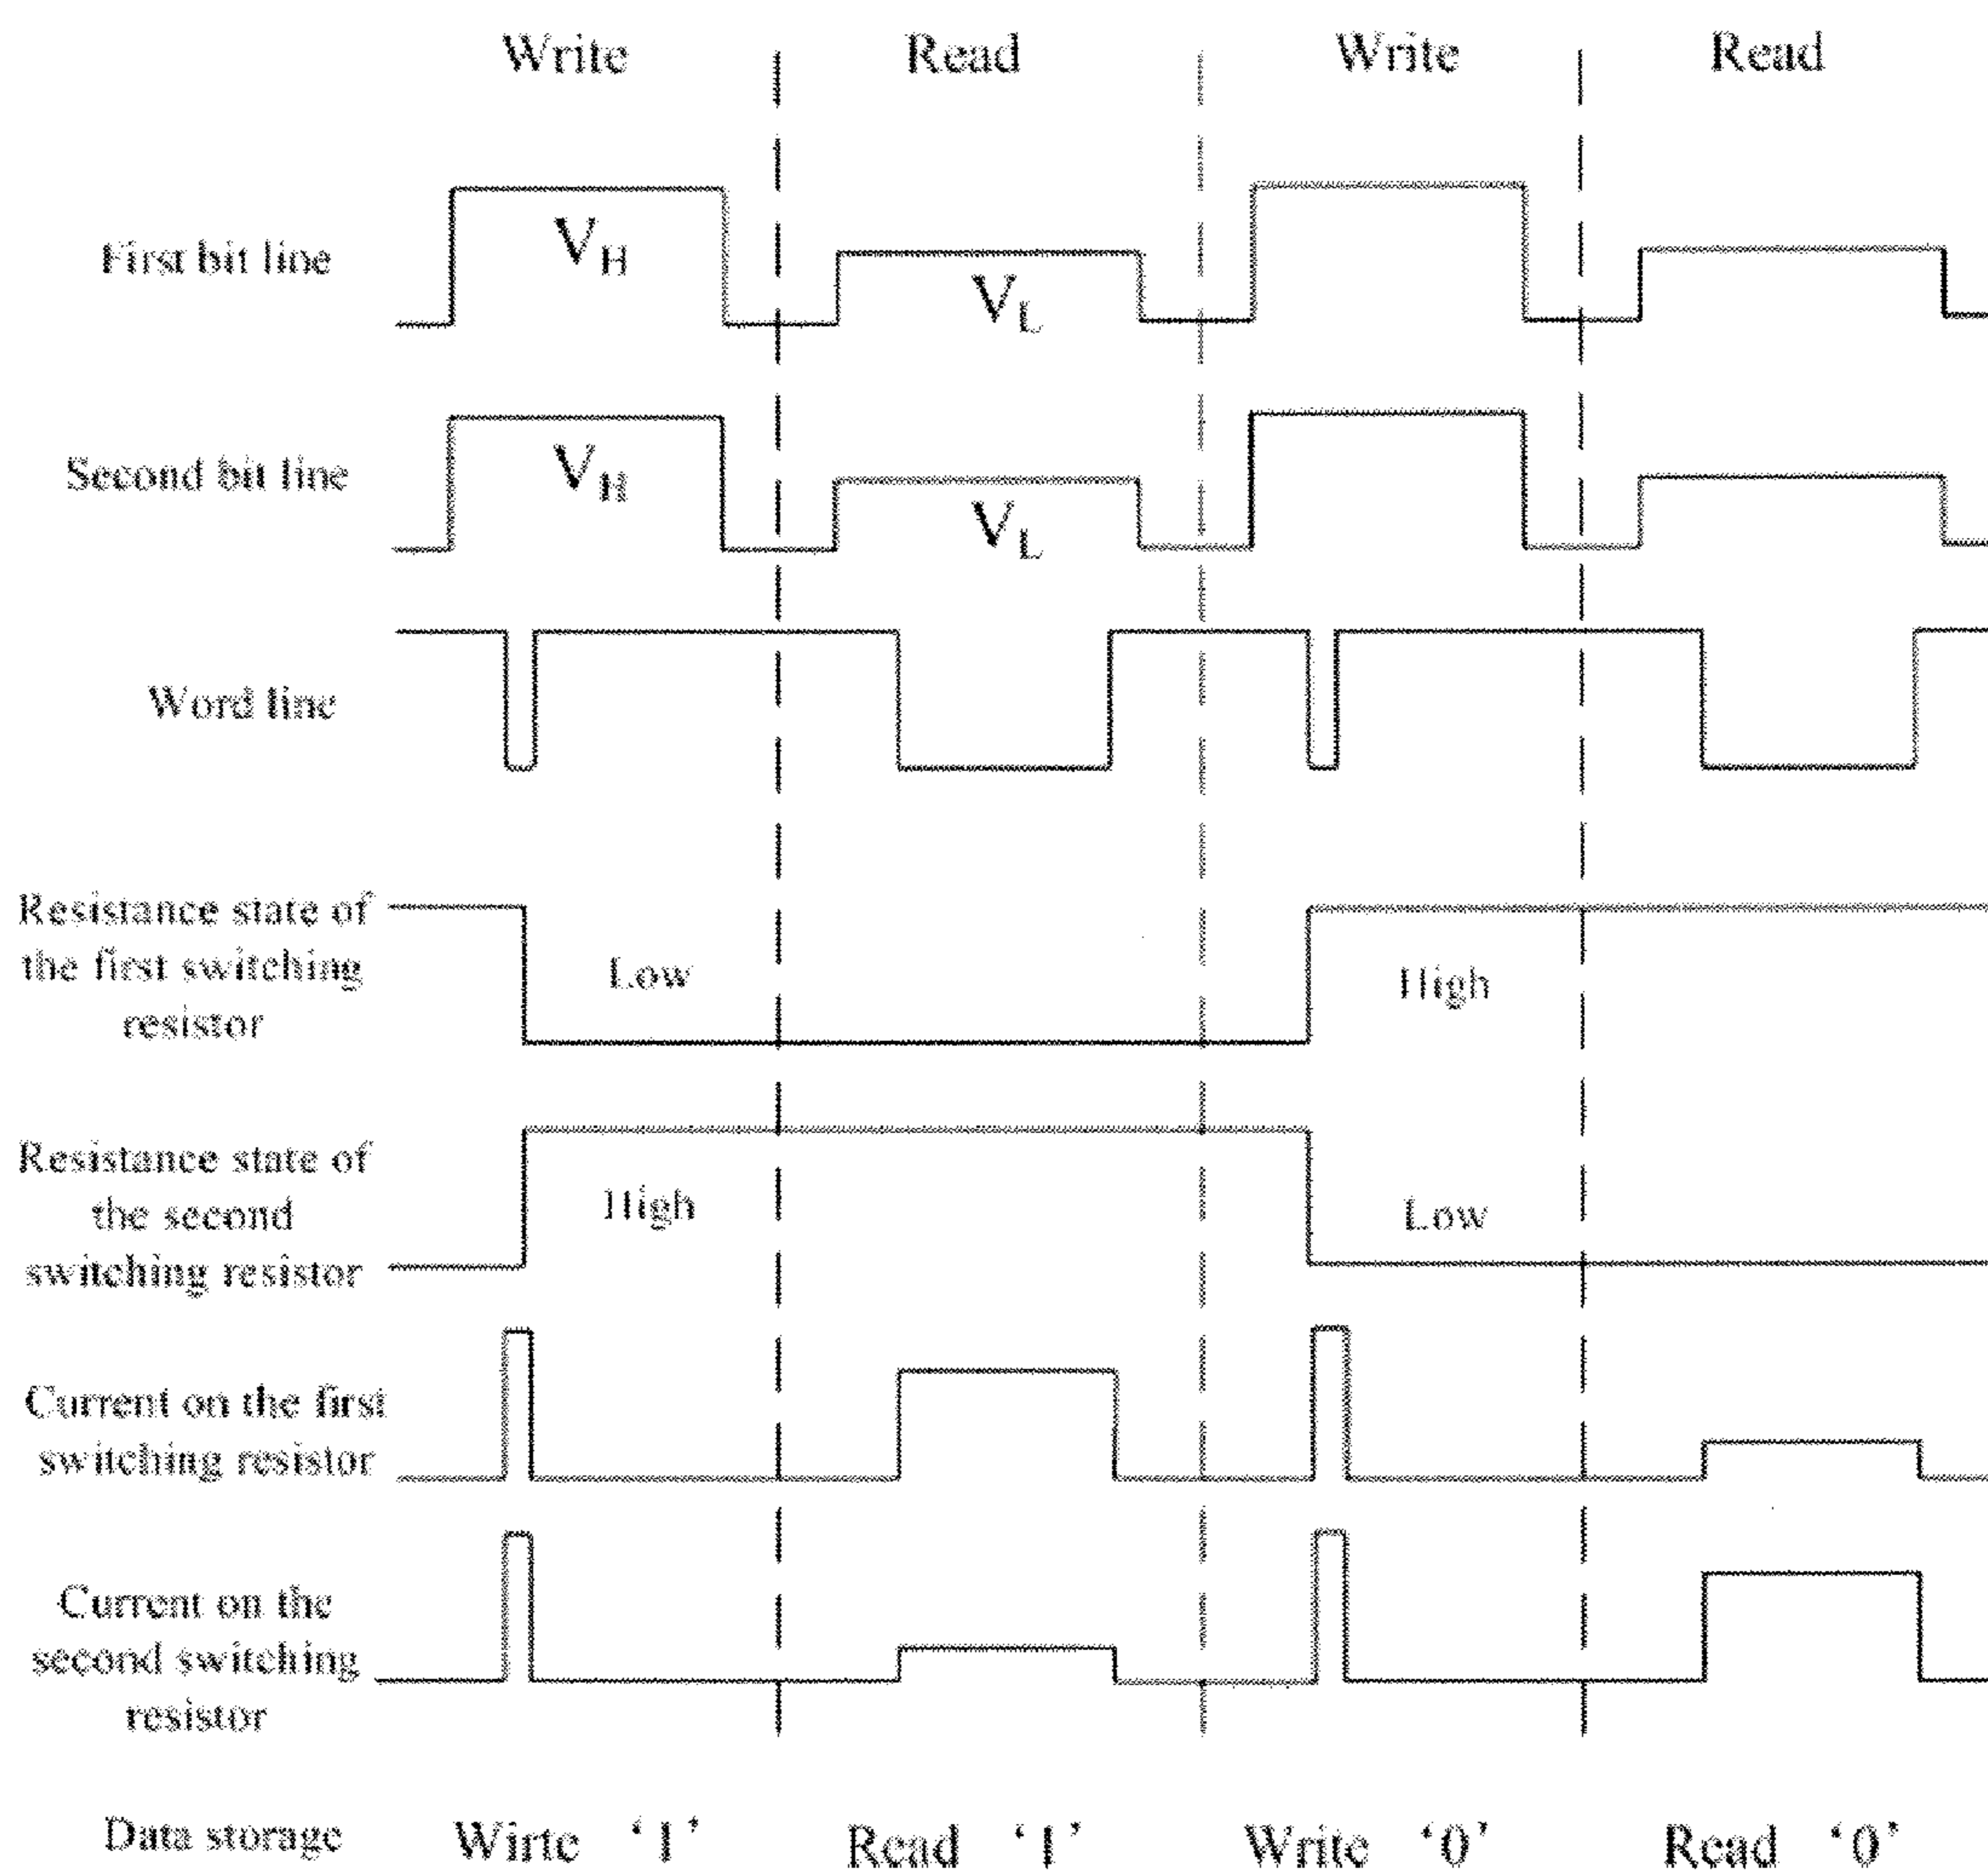 Write Read Write Read
First bit line
V_H
V_L
Second bit line
V_H
V_L
Word line
Resistance state of
the first switching
resistor
Low
High
Resistance state of
the second
switching resistor
High
Low
Current on the first
switching resistor
Current on the
second switching
resistor
Data storage Wirte ‘1’ Read ‘1’ Write ‘0’ Read ‘0’